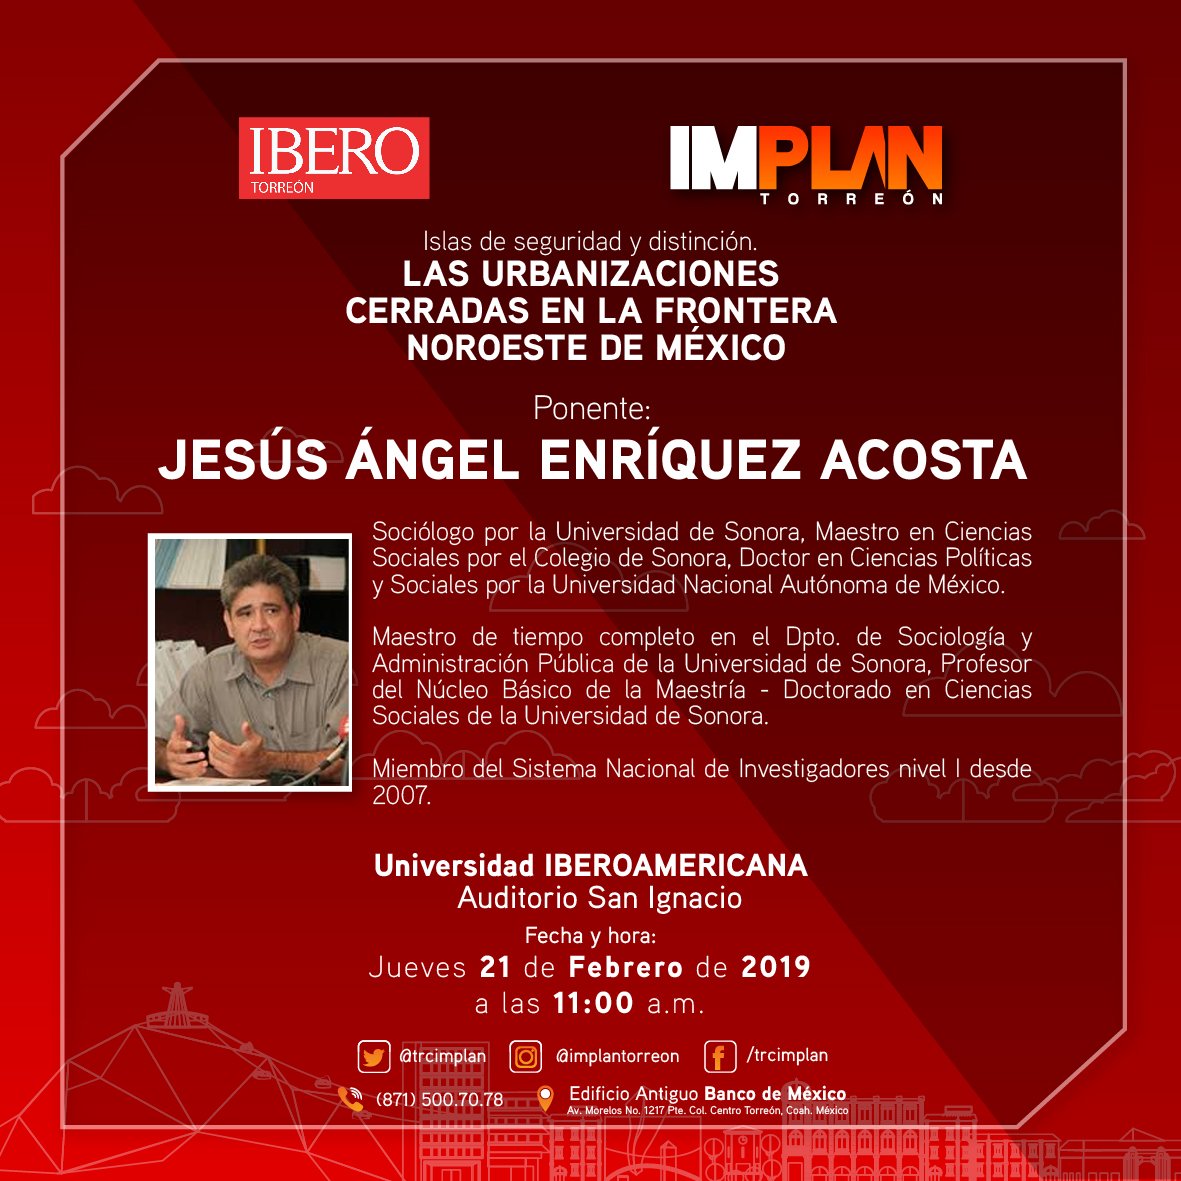 IBERO
TORREÓN
IMPLAN
TORREÓN
Islas de seguridad y distinción.
LAS URBANIZACIONES
CERRADAS EN LA FRONTERA
NOROESTE DE MÉXICO
Ponente:
JESÚS ÁNGEL ENRÍQUEZ ACOSTA
Sociólogo por la Universidad de Sonora, Maestro en Ciencias
Sociales por el Colegio de Sonora, Doctor en Ciencias Políticas
y Sociales por la Universidad Nacional Autónoma de México.
Maestro de tiempo completo en el Dpto. de Sociología y
Administración Pública de la Universidad de Sonora, Profesor
del Núcleo Básico de la Maestría - Doctorado en Ciencias
Sociales de la Universidad de Sonora.
Miembro del Sistema Nacional de Investigadores nivel I desde
2007.
Universidad IBEROAMERICANA
Auditorio San Ignacio
Fecha y hora:
Jueves 21 de Febrero de 2019
a las 11:00 a.m.
@trcimplan @implantorreon /trcimplan
(871) 500.70.78 Edificio Antiguo Banco de México
Av. Morelos No. 1217 Pte. Col. Centro Torreón, Coah. México